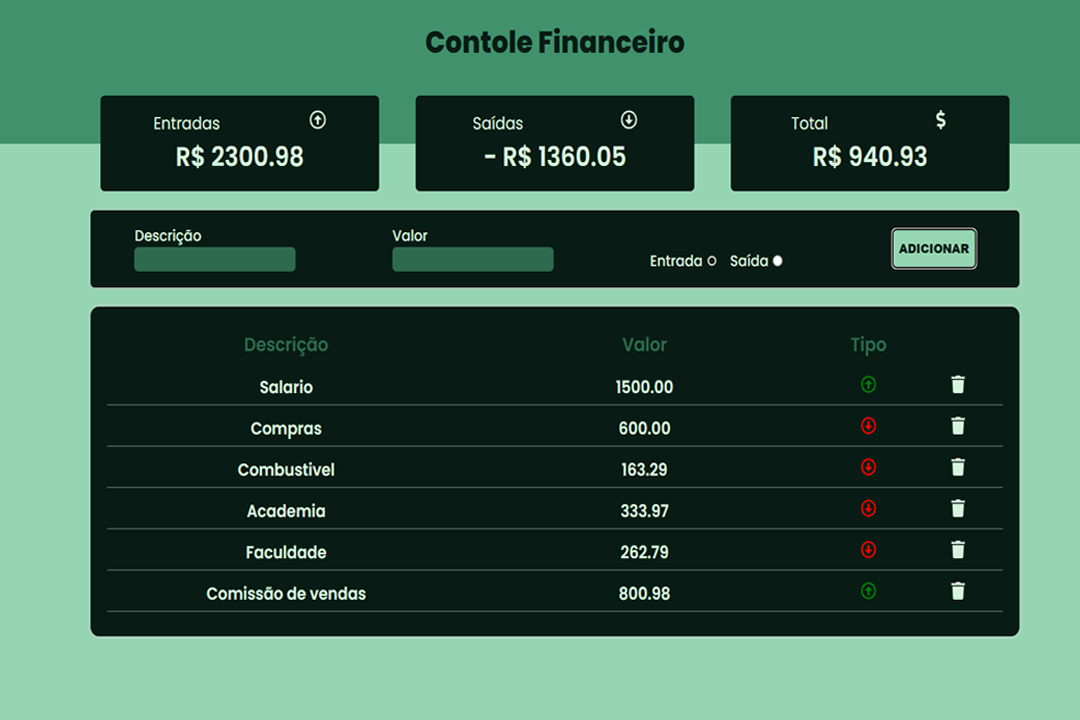 Contole Financeiro
Entradas
R$ 2300.98
Saídas
- R$ 1360.05
Total
$
R$ 940.93
Descrição
Valor
Entrada
Saída
ADICIONAR
Descrição Valor Tipo
Salario 1500.00
Compras 600.00
Combustivel 163.29
Academia 333.97
Faculdade 262.79
Comissão de vendas 800.98